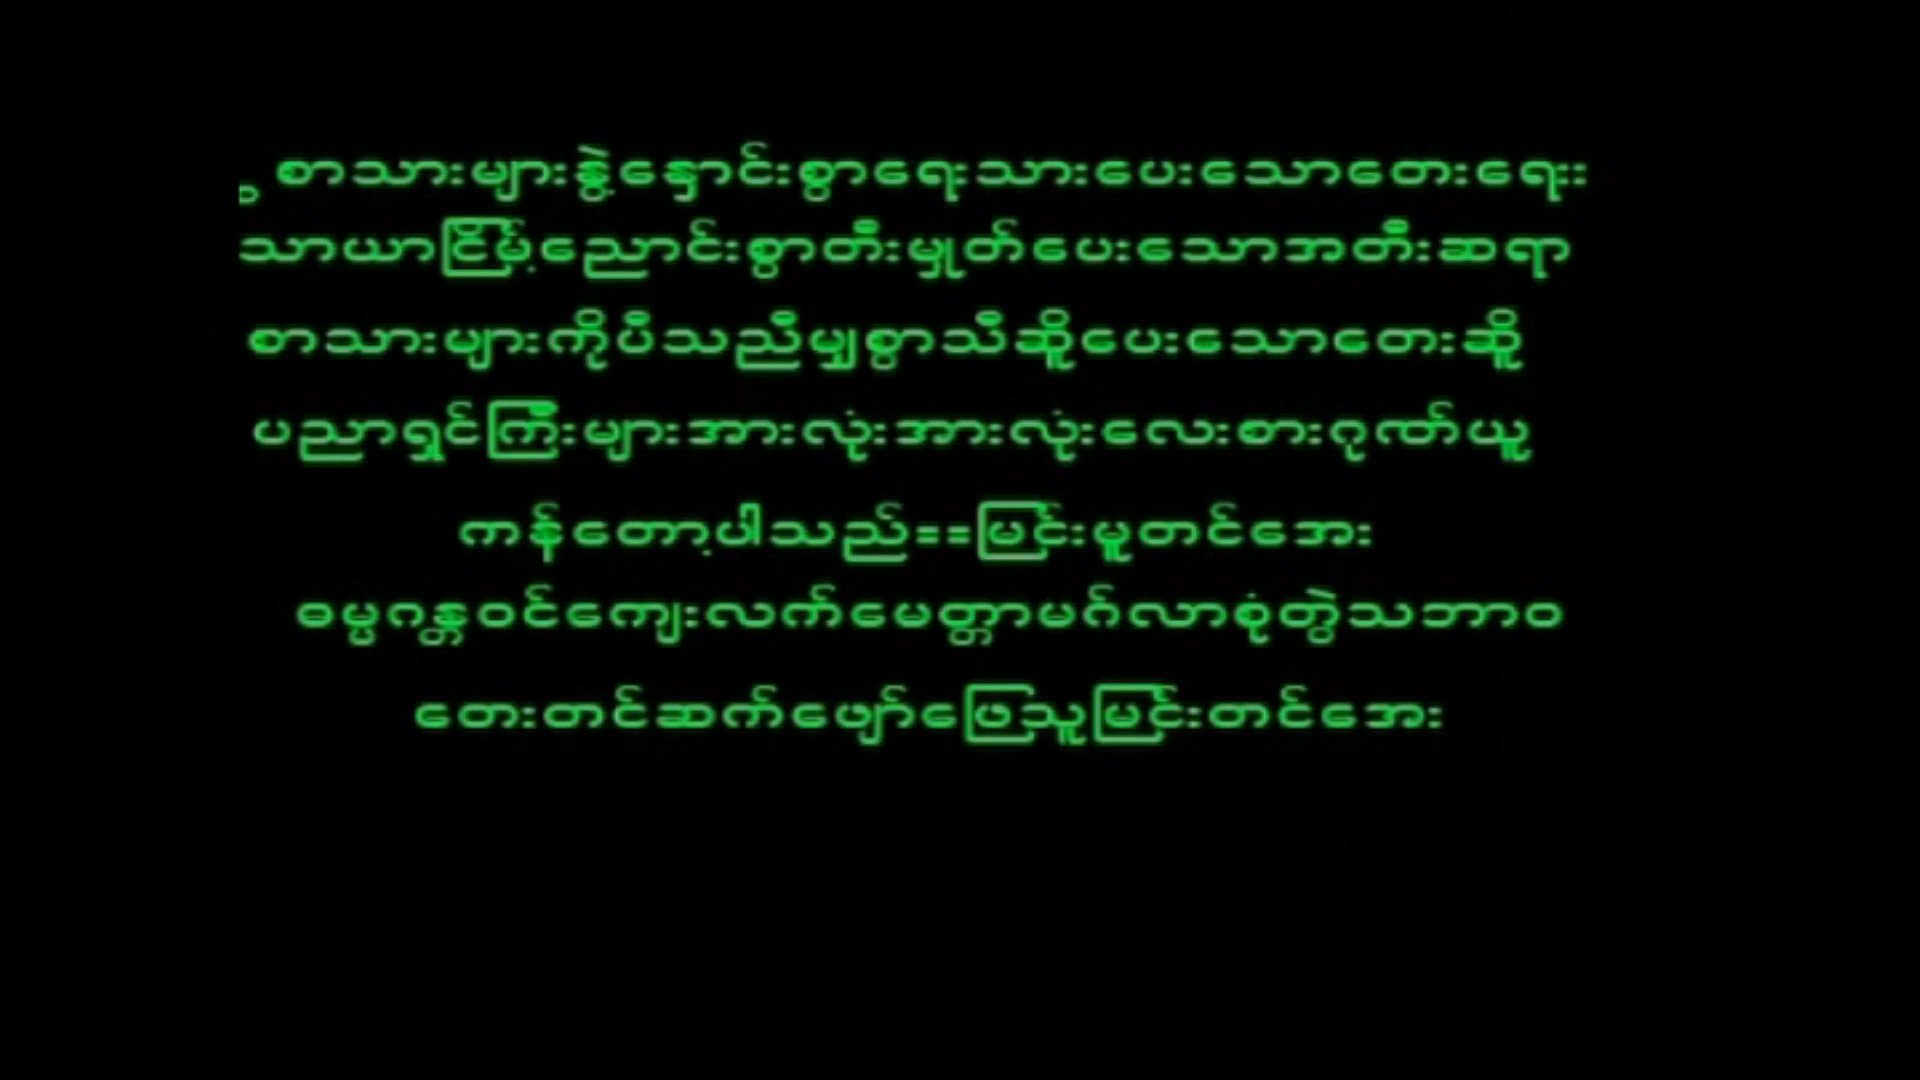 စာသားများနွဲ့နှောင်းစွာရေးသားပေးသောတေးရေးး
သာယာငြိမ့်ညောင်းစွာတီးမှုတ်ပေးသောအတီးဆရာ
စာသားများကိုပီသညီမျှစွာသီဆိူပေးသောတေးဆိူ
ပညာရှင်ကြီးများအားလုံးအားလုံးလေးစားဂုဏ်ယူ
ကန်တော့ပါသည်==မြင်းမူတင်အေး
ဓမ္မဂန္တဝင်ကျေးလက်မေတ္တာမင်္ဂလာစုံတွဲသဘာဝ
တေးတင်ဆက်ဖျော်ဖြေသူမြင်းတင်အေး